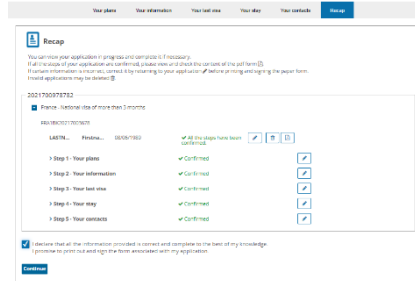 Your plans Your information Your last visa Your stay Your contacts Recap
Recap
You can review your application in progress and complete it if necessary.
If all the steps of your application are confirmed, please view and check the content of the pdf form
If certain information is incorrect, correct it by returning to your application before printing and signing the paper form.
Invalid applications may be deleted
France - National visa of more than 3 months
LASTN... Firstna... All the steps have been
confirmed.
> Step 1 - Your plans Confirmed
> Step 2 - Your information Confirmed
> Step 3 - Your last visa Confirmed
> Step 4 - Your stay Confirmed
> Step 5 - Your contacts Confirmed
I declare that all the information provided is correct and complete to the best of my knowledge.
I promise to print out and sign the form associated with my application.
Continue